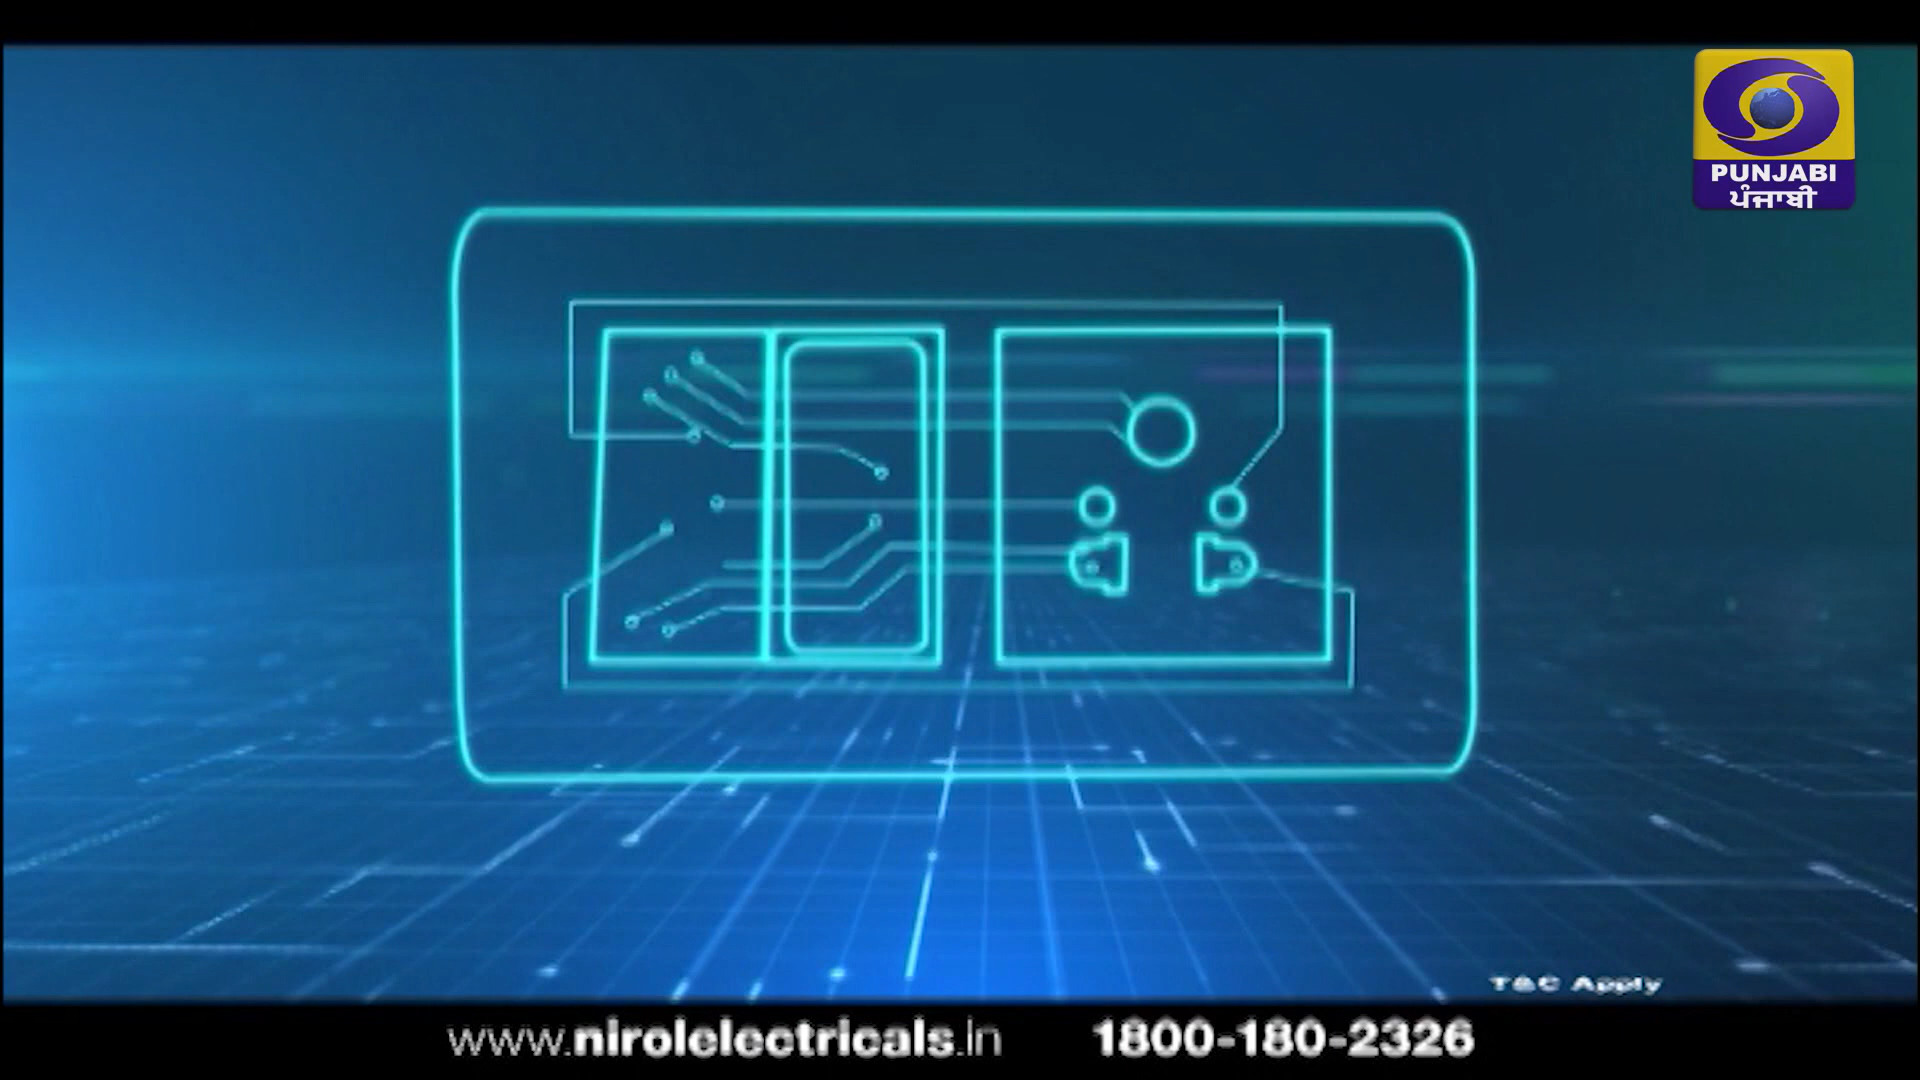 PUNJABI
ਪੰਜਾਬੀ
T&C Apply
www.nirolelectricals.in 1800-180-2326